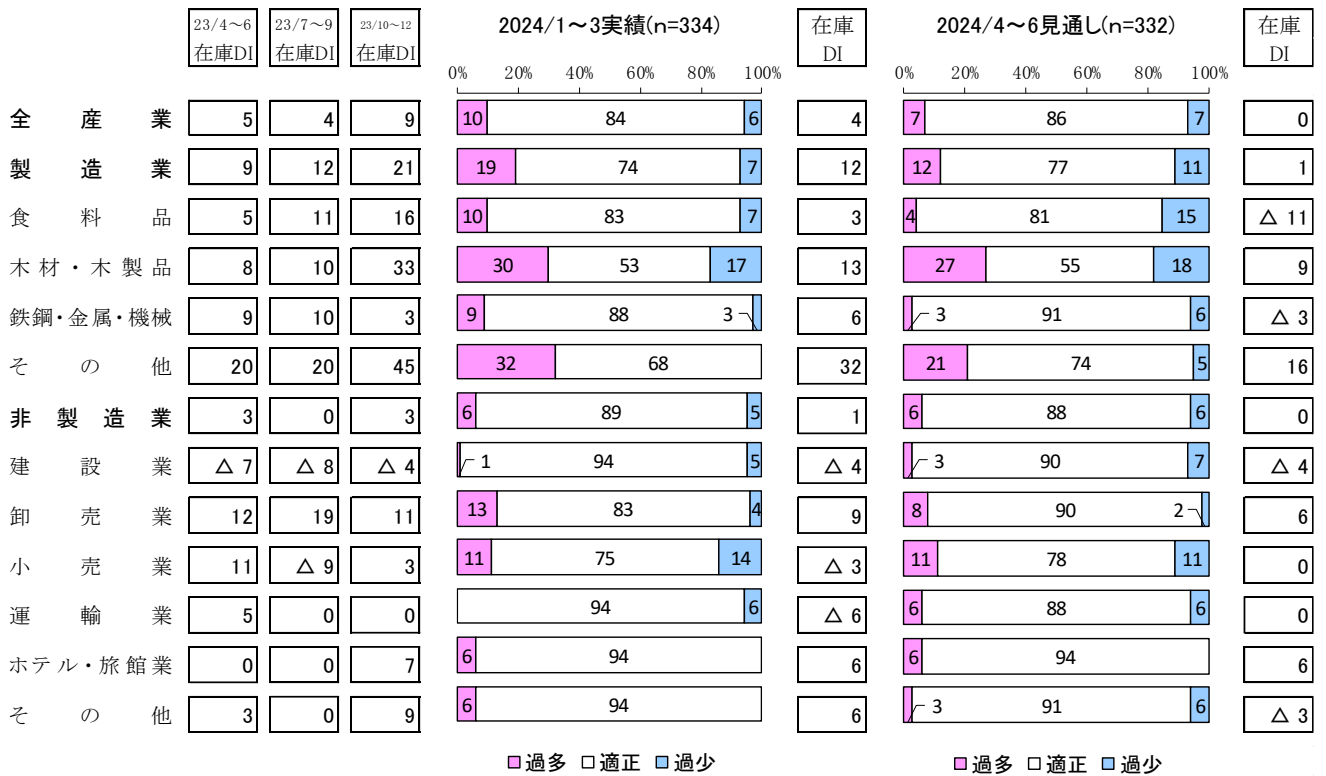 23/4～6 23/7～9 23/10～12 2024/1～3実績(n=334) 在庫 2024/4～6見通し(n=332) 在庫
在庫DI 在庫DI 在庫DI DI DI
0% 20% 40% 60% 80% 100% 0% 20% 40% 60% 80% 100%
全産業 5 4 9 10 84 6 4 7 86 7 0
製造業 9 12 21 19 74 7 12 12 77 11 1
食料品 5 11 16 10 83 7 3 4 81 15 △ 11
木材・木製品 8 10 33 30 53 17 13 27 55 18 9
鉄鋼・金属・機械 9 10 3 9 88 3 6 3 91 6 △ 3
その他 20 20 45 32 68 32 21 74 5 16
非製造業 3 0 3 6 89 5 1 6 88 6 0
建設業 △ 7 △ 8 △ 4 1 94 5 △ 4 3 90 7 △ 4
卸売業 12 19 11 13 83 4 9 8 90 2 6
小売業 11 △ 9 3 11 75 14 △ 3 11 78 11 0
運輸業 5 0 0 94 6 △ 6 6 88 6 0
ホテル・旅館業 0 0 7 6 94 6 6 94 6
その他 3 0 9 6 94 6 3 91 6 △ 3
過多 適正 過少 過多 適正 過少